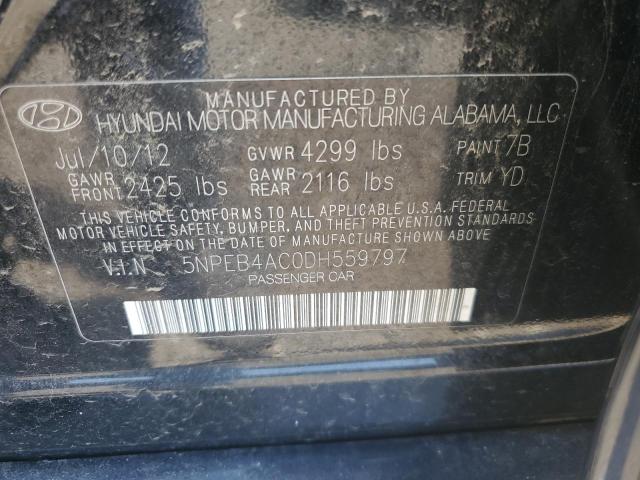 MANUFACTURED BY
HYUNDAI MOTOR MANUFACTURING ALABAMA, LLC
Jul/10/12 GVWR 4299 lbs PAINT 7B
GAWR FRONT 2425 lbs GAWR REAR 2116 lbs TRIM YD
THIS VEHICLE CONFORMS TO ALL APPLICABLE U.S.A. FEDERAL
MOTOR VEHICLE SAFETY, BUMPER, AND THEFT PREVENTION STANDARDS
IN EFFECT ON THE DATE OF MANUFACTURE SHOWN ABOVE.
V.I.N 5NPEB4AC0DH559797
PASSENGER CAR